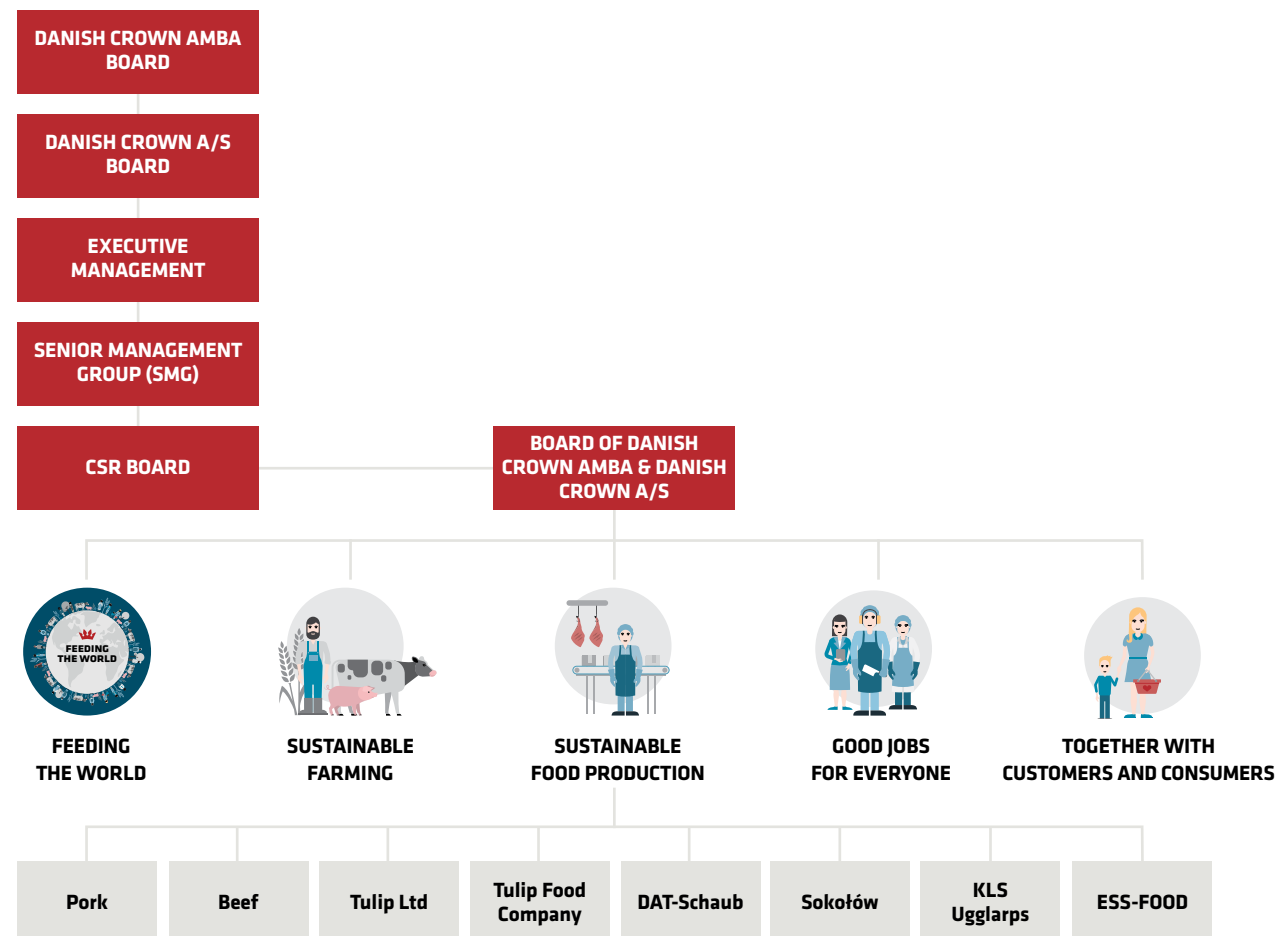 DANISH CROWN AMBA
BOARD
DANISH CROWN A/S
BOARD
EXECUTIVE
MANAGEMENT
SENIOR MANAGEMENT
GROUP (SMG)
CSR BOARD
BOARD OF DANISH
CROWN AMBA & DANISH
CROWN A/S
FEEDING
THE WORLD
FEEDING
THE WORLD
SUSTAINABLE
FARMING
SUSTAINABLE
FOOD PRODUCTION
GOOD JOBS
FOR EVERYONE
TOGETHER WITH
CUSTOMERS AND CONSUMERS
Pork
Beef
Tulip Ltd
Tulip Food
Company
DAT-Schaub
Sokołów
KLS
Ugglarps
ESS-FOOD